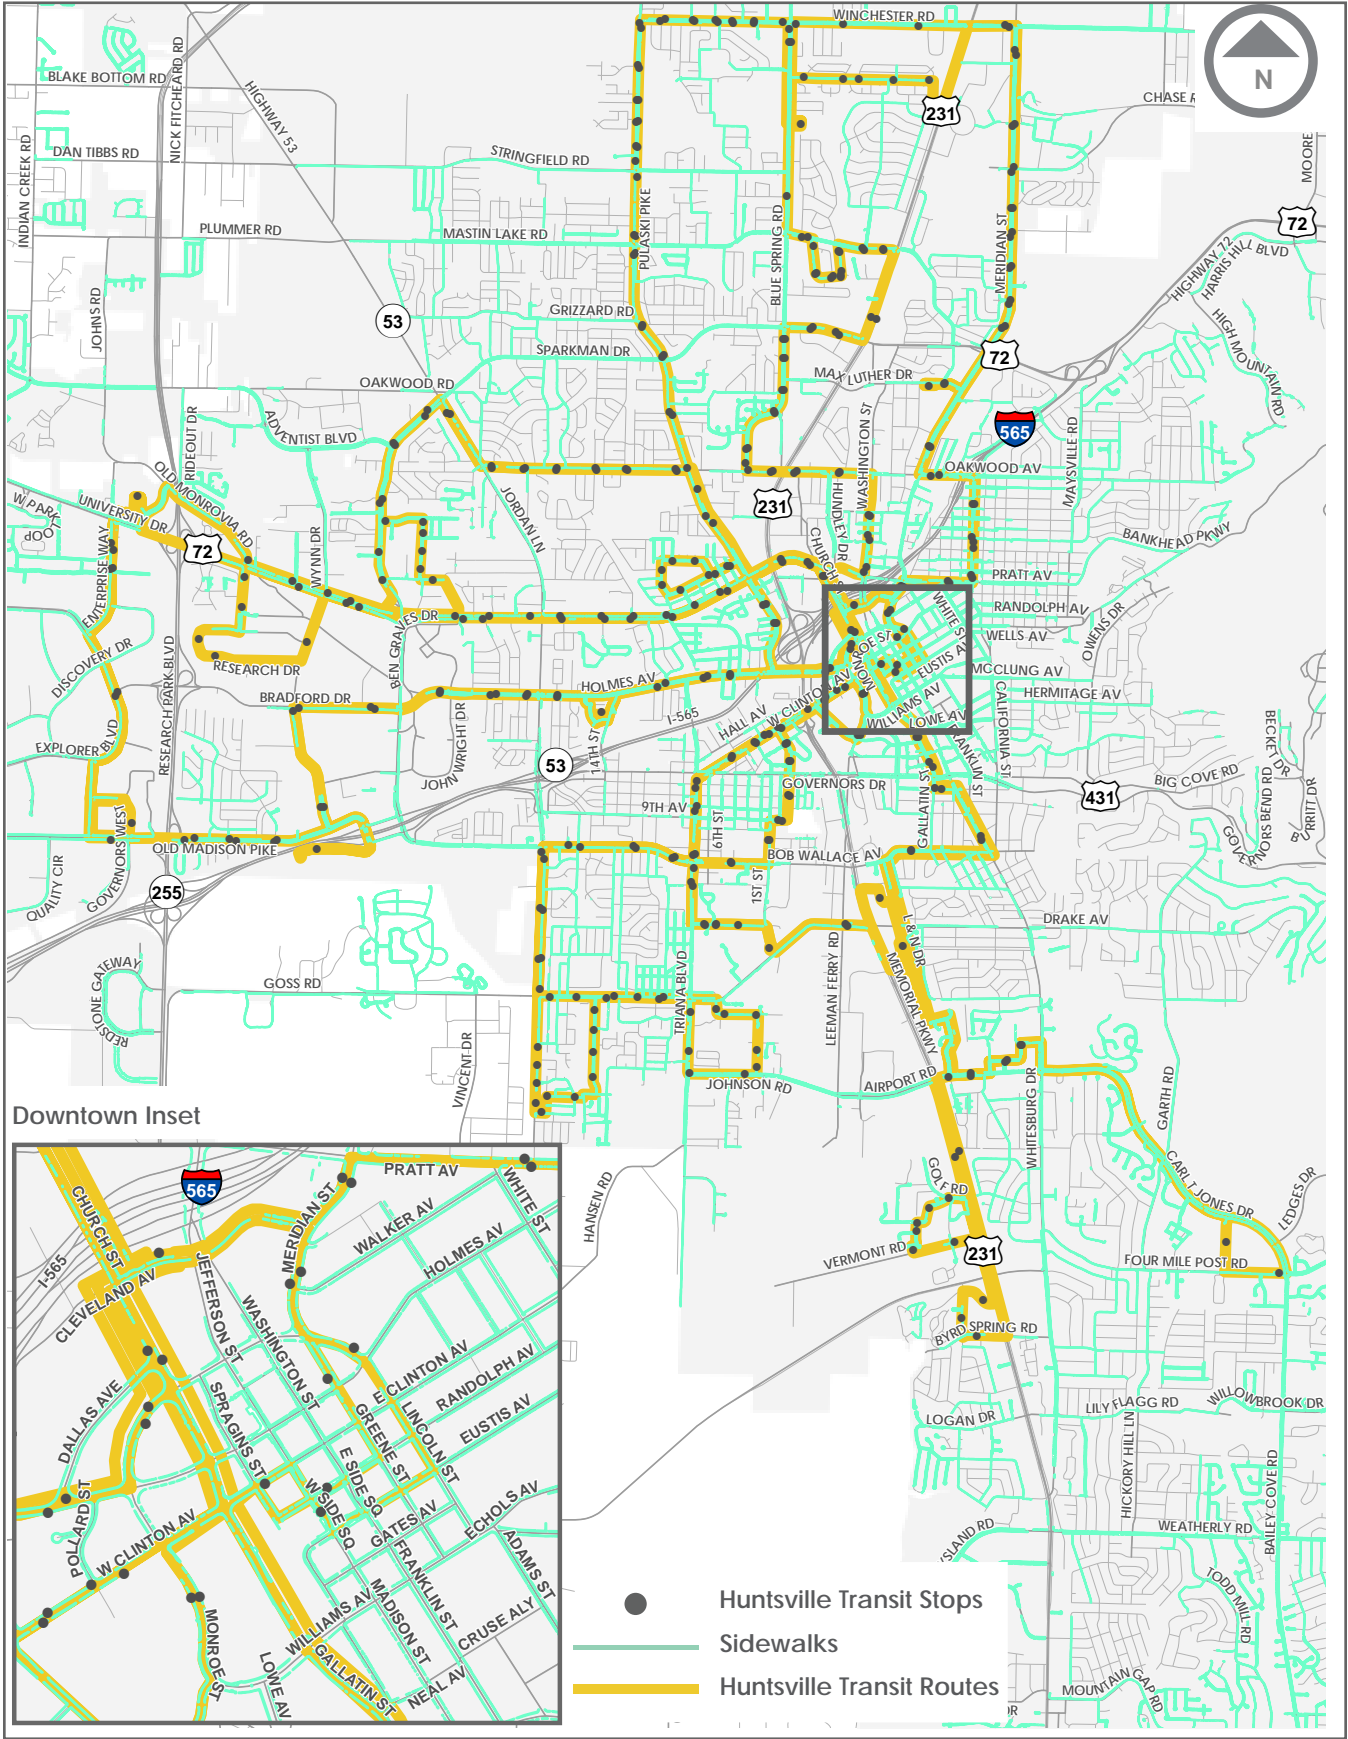 WINCHESTER RD
N
BLAKE BOTTOM RD
NICK FITCHEARD RD
HIGHWAY 53
231
CHASE R
MOORE
INDIAN CREEK RD
DAN TIBBS RD
STRINGFIELD RD
PULASKI PIKE
BLUE SPRING RD
MERIDIAN ST
72
PLUMMER RD
MASTIN LAKE RD
HIGHWAY 72
HARRIS HILL BLVD
JOHNS RD
53
GRIZZARD RD
HIGH MOUNTAIN RD
SPARKMAN DR
72
OAKWOOD RD
MAX LUTHER DR
RIDEOUT DR
ADVENTIST BLVD
WASHINGTON ST
565
MAYSVILLE RD
OLD MONROVIA RD
OAKWOOD AV
W PARK
LOOP
UNIVERSITY DR
JORDAN LN
231
HUNDLEY DR
BANKHEAD PKWY
ENTERPRISE WAY
72
WYNN DR
CHURCH S
PRATT AV
WHITE ST
RANDOLPH AV
OWENS DR
BEN GRAVES DR
ROE ST
WELLS AV
DISCOVERY DR
RESEARCH PARK BLVD
RESEARCH DR
EUSTIS A
MCCLUNG AV
BRADFORD DR
HOLMES AV
W CLINTON AV
HERMITAGE AV
CALIFORNIA ST
WILLIAMS AV
I-565
HALL AV
LOWE AV
EXPLORER
BLVD
JOHN WRIGHT DR
14TH ST
FRANKLIN ST
BECKET DR
53
GOVERNORS DR
GALLATIN ST
431
BIG COVE RD
GOVERNORS BEND RD
9TH AV
6TH ST
GOVERNORS WEST
OLD MADISON PIKE
BOB WALLACE AV
QUALITY CIR
255
1ST ST
DRAKE AV
L & N DR
LEEMAN FERRY RD
MEMORIAL PKWY
GOSS RD
REDSTONE GATEWAY
TRIANA BLVD
VINCENT DR
JOHNSON RD
AIRPORT RD
WHITESBURG DR
GARTH RD
CARL T JONES DR
LEDGES DR
GOLF RD
HANSEN RD
VERMONT RD
231
FOUR MILE POST RD
BYRD SPRING RD
LOGAN DR
LILY FLAGG RD
WILLOWBROOK DR
HICKORY HILL LN
BAILEY COVE RD
WEATHERLY RD
YSLAND RD
TODD MILL RD
MOUNTAIN GAP RD
DR
Downtown Inset
565
PRATT AV
CHURCH ST
WHITE ST
MERIDIAN ST
WALKER AV
HOLMES AV
I-565
CLEVELAND AV
JEFFERSON ST
WASHINGTON ST
E CLINTON AV
RANDOLPH AV
EUSTIS AV
DALLAS AVE
SPRAGINS ST
GREENE ST
LINCOLN ST
E SIDE SQ
W SIDE SQ
GATES AV
ECHOLS AV
POLLARD ST
W CLINTON AV
FRANKLIN ST
ADAMS ST
MADISON ST
WILLIAMS AV
CRUSE ALY
MONROE ST
LOWE AV
GALLATIN ST
NEAL AV
Huntsville Transit Stops
Sidewalks
Huntsville Transit Routes